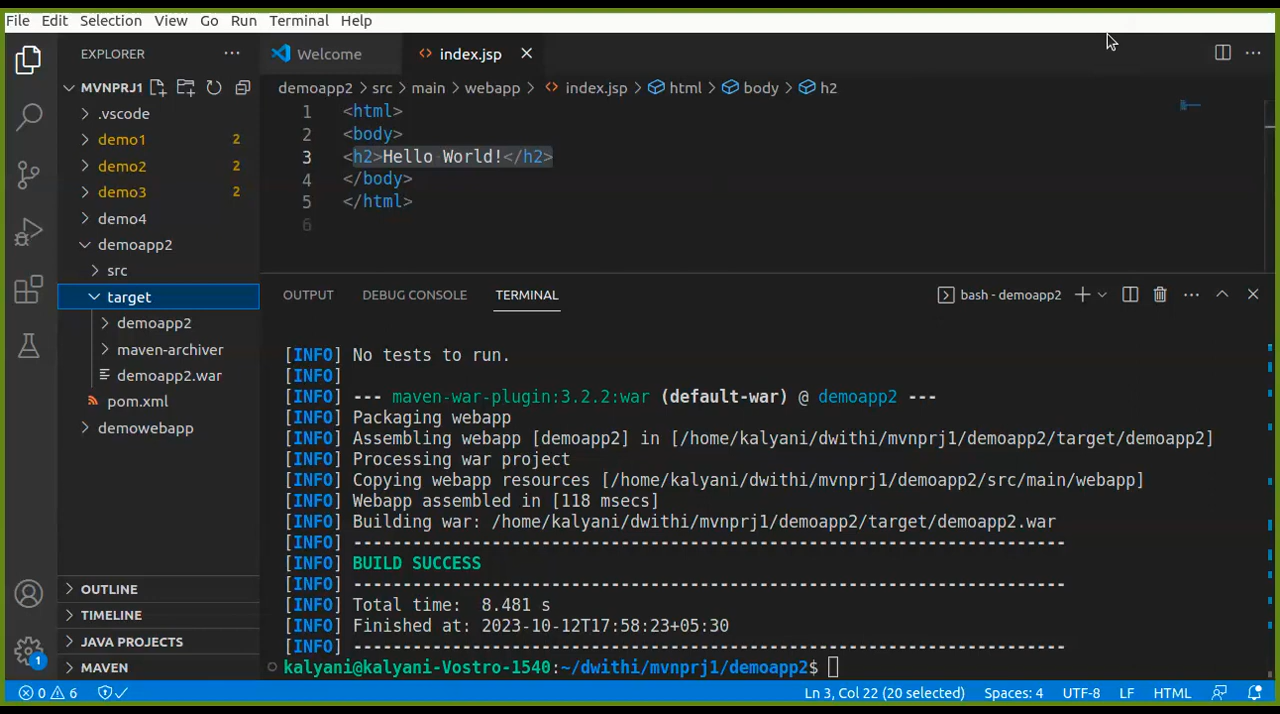 File Edit Selection View Go Run Terminal Help
EXPLORER
MVNPRJ1
.vscode
demo1 2
demo2 2
demo3 2
demo4
demoapp2
src
target
demoapp2
maven-archiver
demoapp2.war
pom.xml
demowebapp
OUTLINE
TIMELINE
JAVA PROJECTS
MAVEN
1
Welcome index.jsp
demoapp2 > src > main > webapp > index.jsp > html > body > h2
1 <html>
2 <body>
3 <h2>Hello World!</h2>
4 </body>
5 </html>
6
OUTPUT DEBUG CONSOLE TERMINAL bash - demoapp2
[INFO] No tests to run.
[INFO]
[INFO] --- maven-war-plugin:3.2.2:war (default-war) @ demoapp2 ---
[INFO] Packaging webapp
[INFO] Assembling webapp [demoapp2] in [/home/kalyani/dwithi/mvnprj1/demoapp2/target/demoapp2]
[INFO] Processing war project
[INFO] Copying webapp resources [/home/kalyani/dwithi/mvnprj1/demoapp2/src/main/webapp]
[INFO] Webapp assembled in [118 msecs]
[INFO] Building war: /home/kalyani/dwithi/mvnprj1/demoapp2/target/demoapp2.war
[INFO] ------------------------------------------------------------------------
[INFO] BUILD SUCCESS
[INFO] ------------------------------------------------------------------------
[INFO] Total time:  8.481 s
[INFO] Finished at: 2023-10-12T17:58:23+05:30
[INFO] ------------------------------------------------------------------------
kalyani@kalyani-Vostro-1540:~/dwithi/mvnprj1/demoapp2$
0 6 Ln 3, Col 22 (20 selected) Spaces: 4 UTF-8 LF HTML